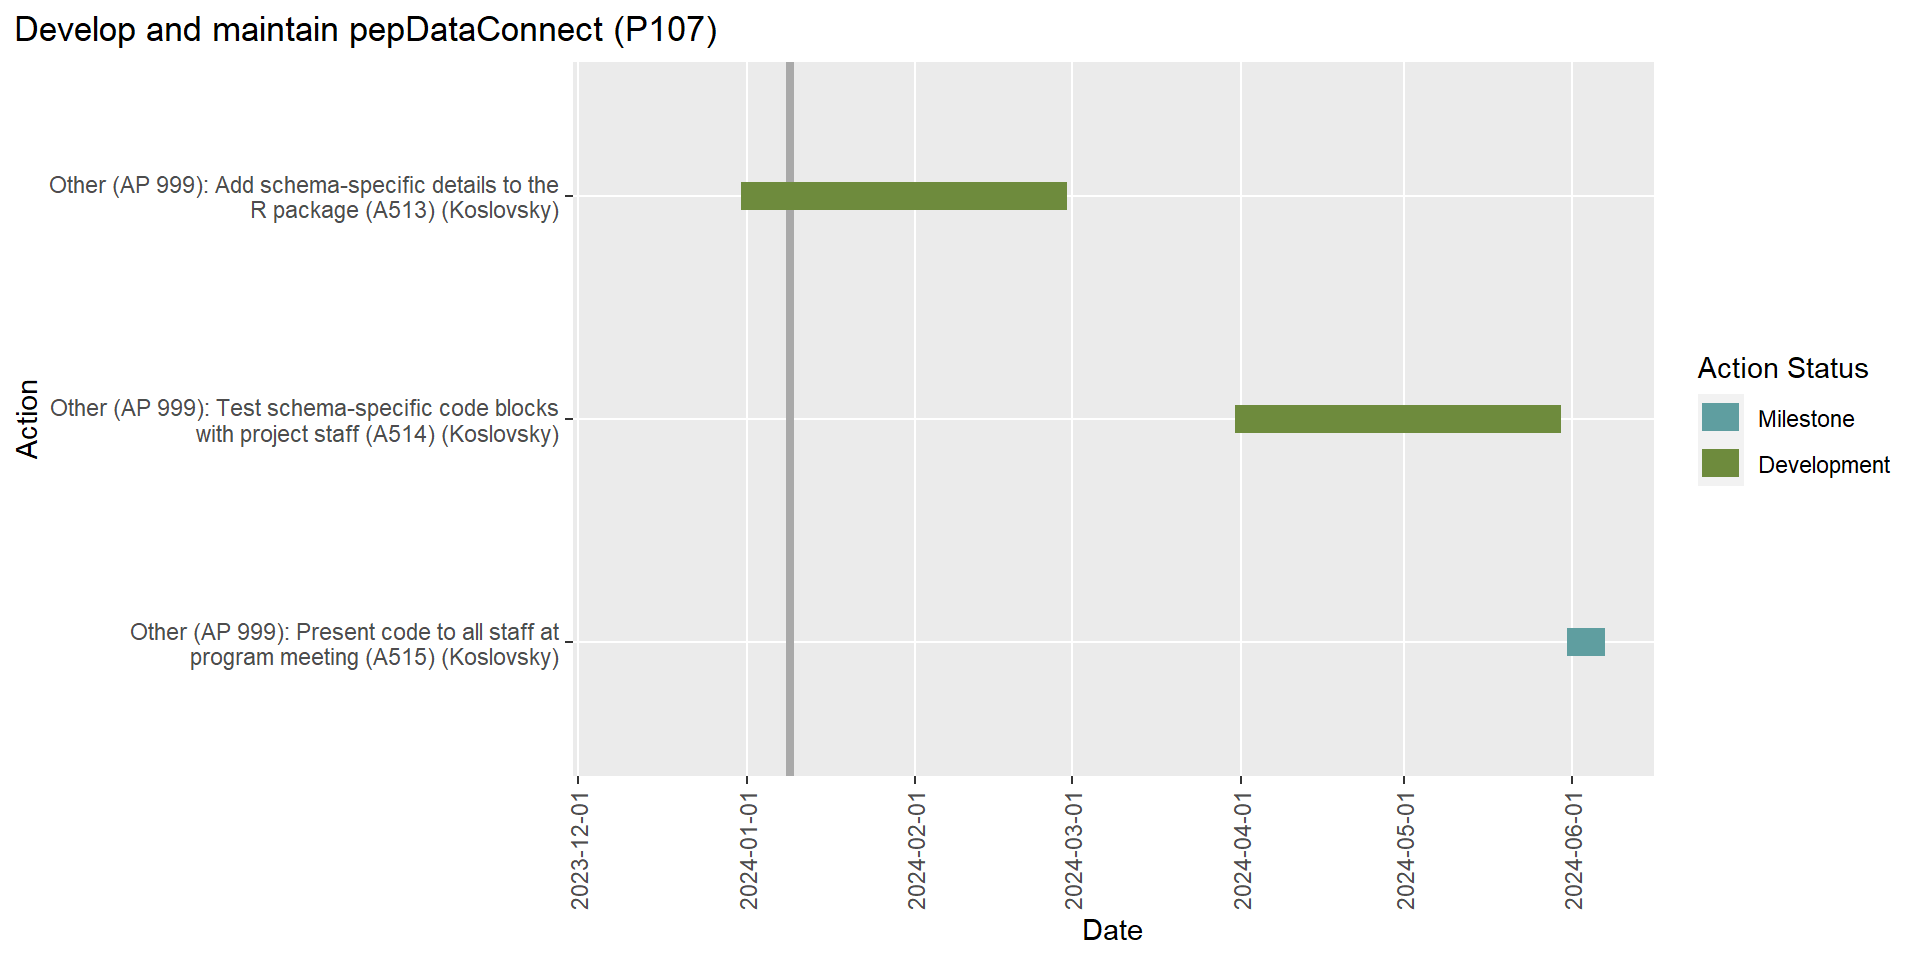 Develop and maintain pepDataConnect (P107)
Other (AP 999): Add schema-specific details to the
R package (A513) (Koslovsky)
Other (AP 999): Test schema-specific code blocks
with project staff (A514) (Koslovsky)
Other (AP 999): Present code to all staff at
program meeting (A515) (Koslovsky)
Action
2023-12-01
2024-01-01
2024-02-01
2024-03-01
2024-04-01
2024-05-01
2024-06-01
Date
Action Status
Milestone
Development